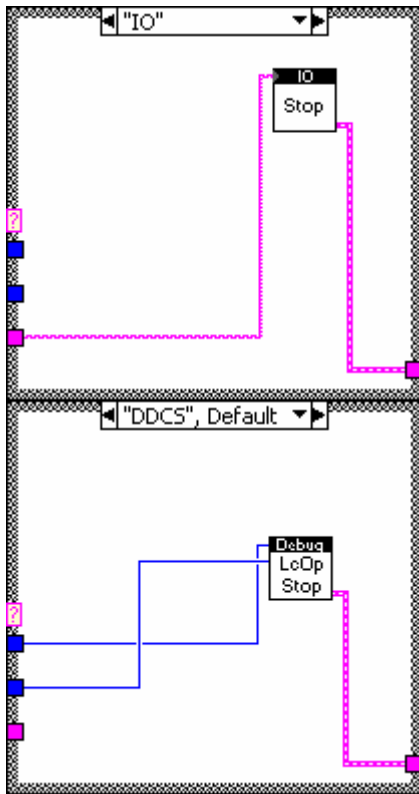 "IO"
IO
Stop
?
"DDCS", Default
Debug
LcOp
Stop
?